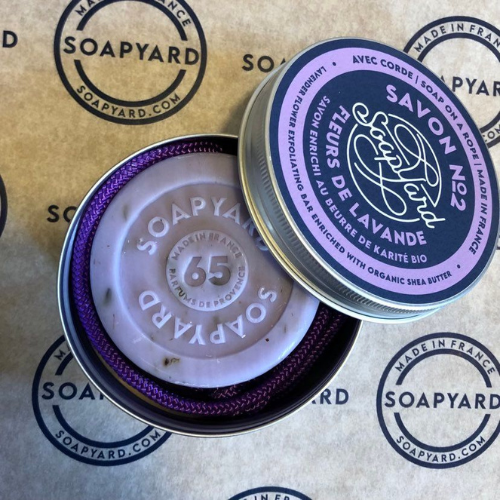 MADE IN FRANCE
SOAPYARD
SOAPYARD.COM
AVEC CORDE | SOAP ON A ROPE | MADE IN FRANCE
LAVENDER FLOWER EXFOLIATING BAR ENRICHED WITH ORGANIC SHEA BUTTER
SAVON Nº2
FLEURS DE LAVANDE
SAVON ENRICHI AU BEURRE DE KARITÉ BIO
SoapYard
SOAPYARD
MADE IN FRANCE
65
PARFUMS DE PROVENCE
SOAPYARD
MADE IN FRANCE
SOAPYARD
SOAPYARD.COM
MADE IN FRANCE
SOAPYARD
SOAPYARD.COM